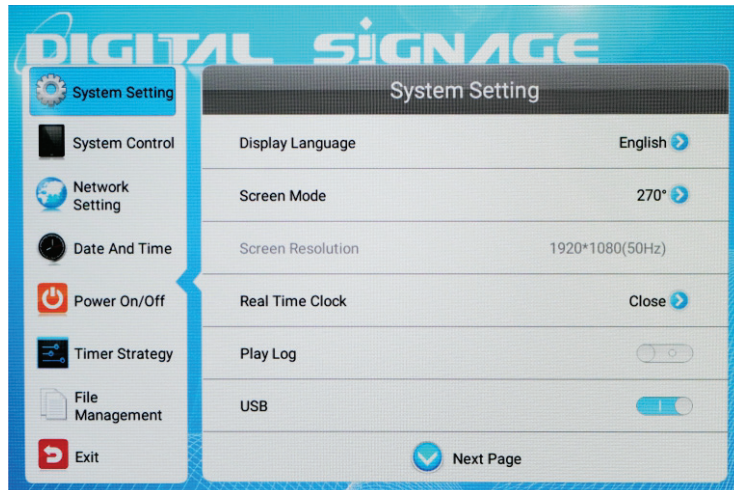 DIGITAL SIGNAGE
System Setting
System Control
Network
Setting
Date And Time
Power On/Off
Timer Strategy
File
Management
Exit
System Setting
Display Language English
Screen Mode 270°
Screen Resolution 1920*1080(50Hz)
Real Time Clock Close
Play Log
USB
Next Page